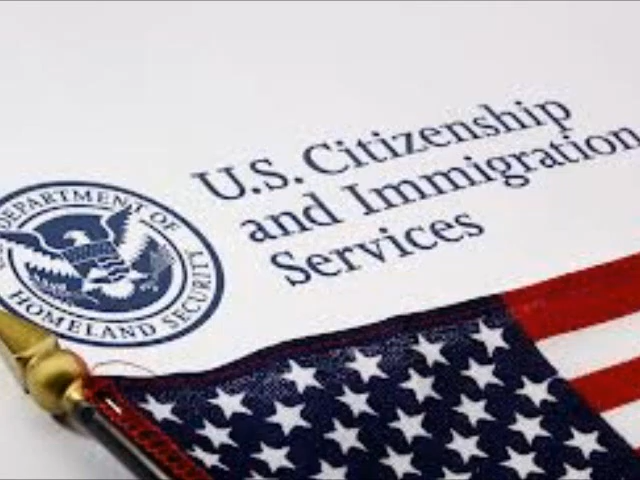 U.S. DEPARTMENT OF
HOMELAND SECURITY
U.S. Citizenship
and Immigration
Services